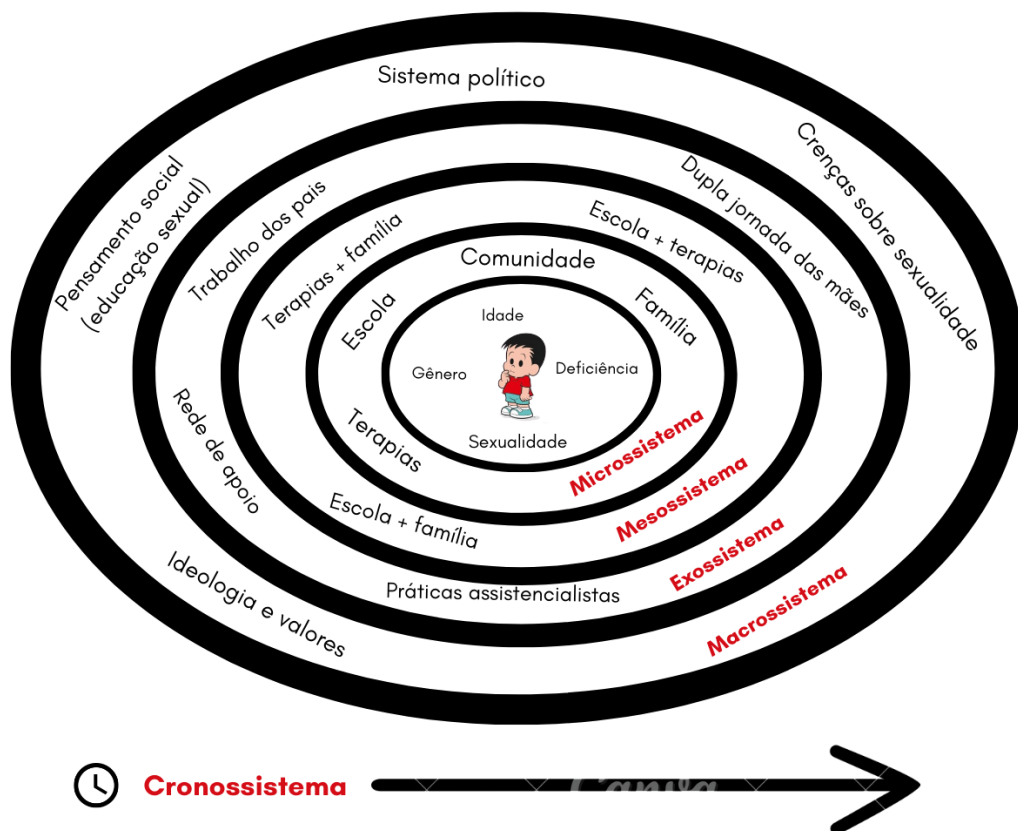 Sistema político
Pensamento social
(educação sexual)
Crenças sobre sexualidade
Trabalho dos pais
Dupla jornada das mães
Terapias + família
Escola + terapias
Comunidade
Escola
Família
Idade
Gênero
Deficiência
Sexualidade
Terapias
Microssistema
Mesossistema
Escola + família
Rede de apoio
Exossistema
Práticas assistencialistas
Ideologia e valores
Macrossistema
Cronossistema
Canva